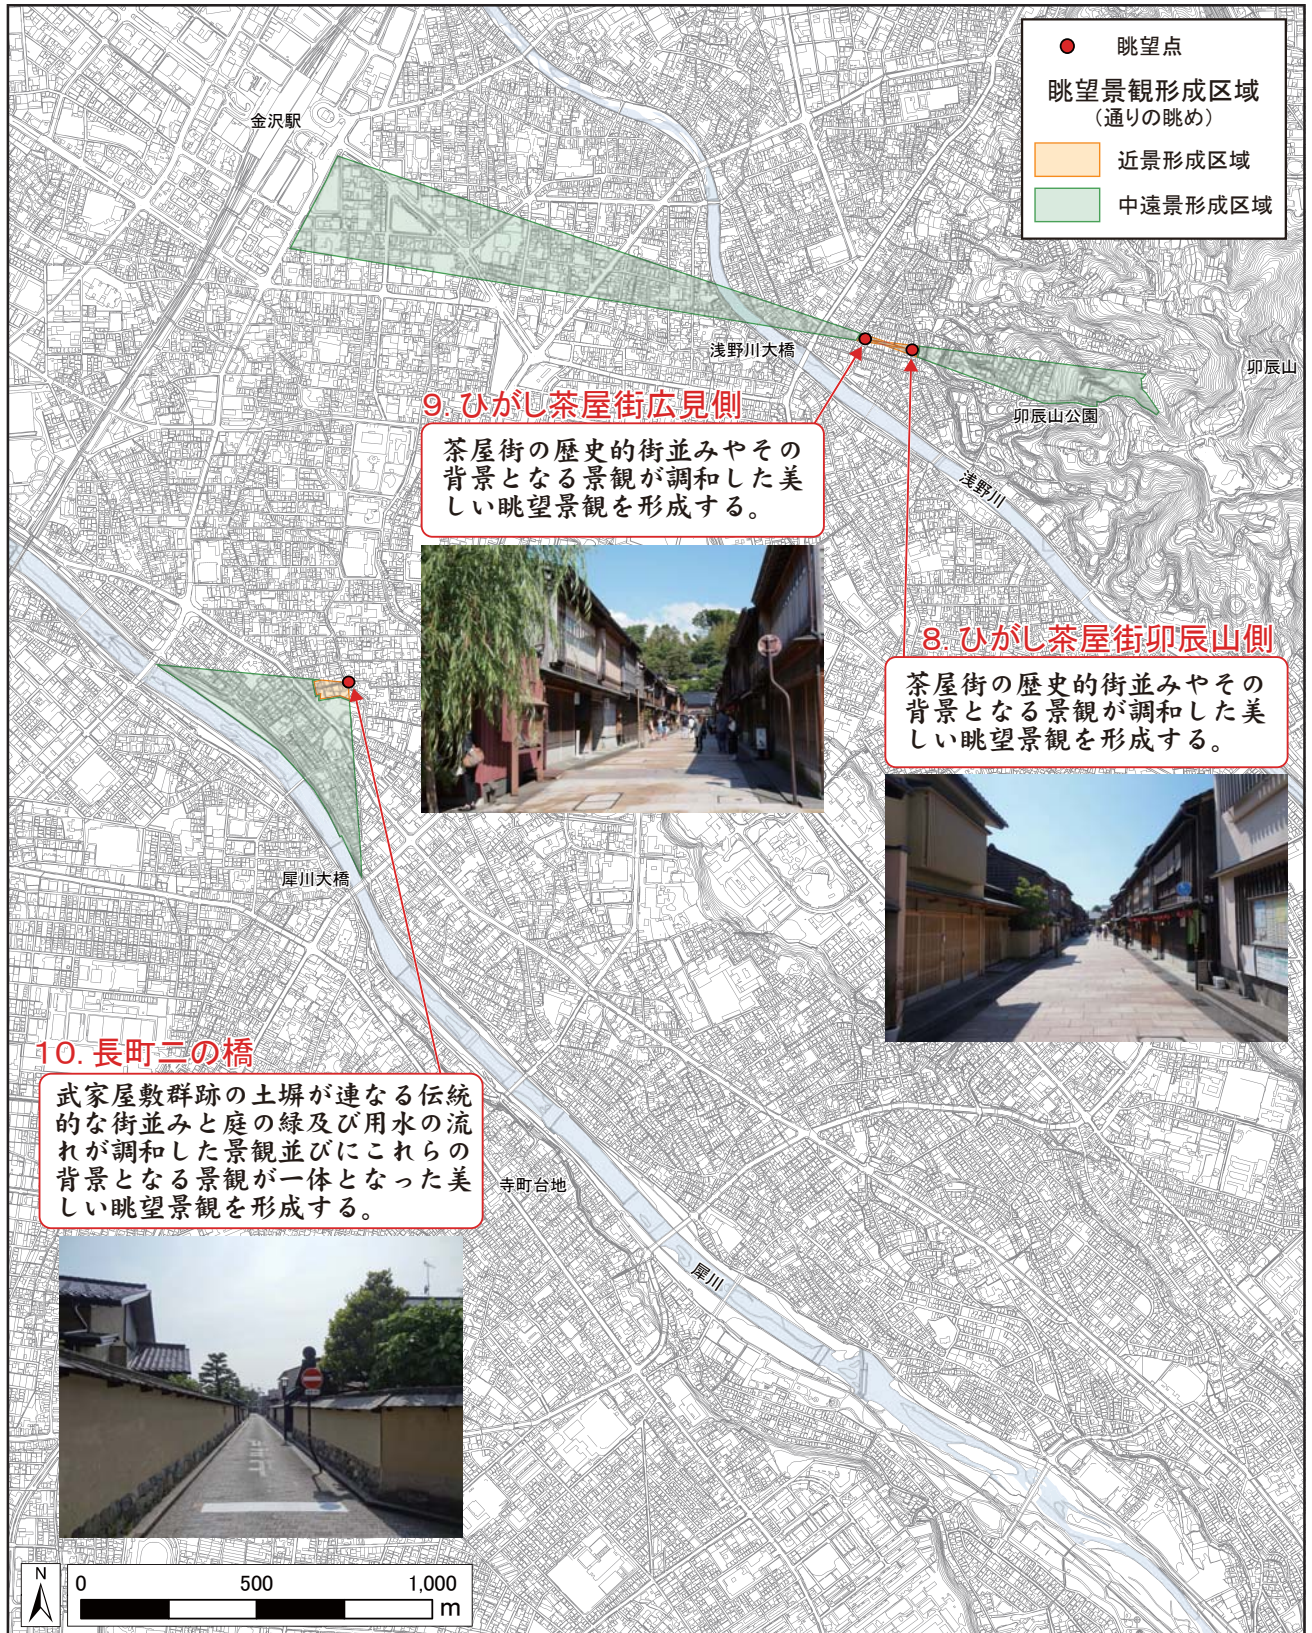 眺望点
眺望景観形成区域
(通りの眺め)
近景形成区域
中遠景形成区域
金沢駅
浅野川大橋
卯辰山
卯辰山公園
浅野川
9. ひがし茶屋街広見側
茶屋街の歴史的街並みやその
背景となる景観が調和した美
しい眺望景観を形成する。
8. ひがし茶屋街卯辰山側
茶屋街の歴史的街並みやその
背景となる景観が調和した美
しい眺望景観を形成する。
犀川大橋
10. 長町二の橋
武家屋敷群跡の土塀が連なる伝統
的な街並みと庭の緑及び用水の流
れが調和した景観並びにこれらの
背景となる景観が一体となった美
しい眺望景観を形成する。
寺町台地
犀川
N
0 500 1,000
m